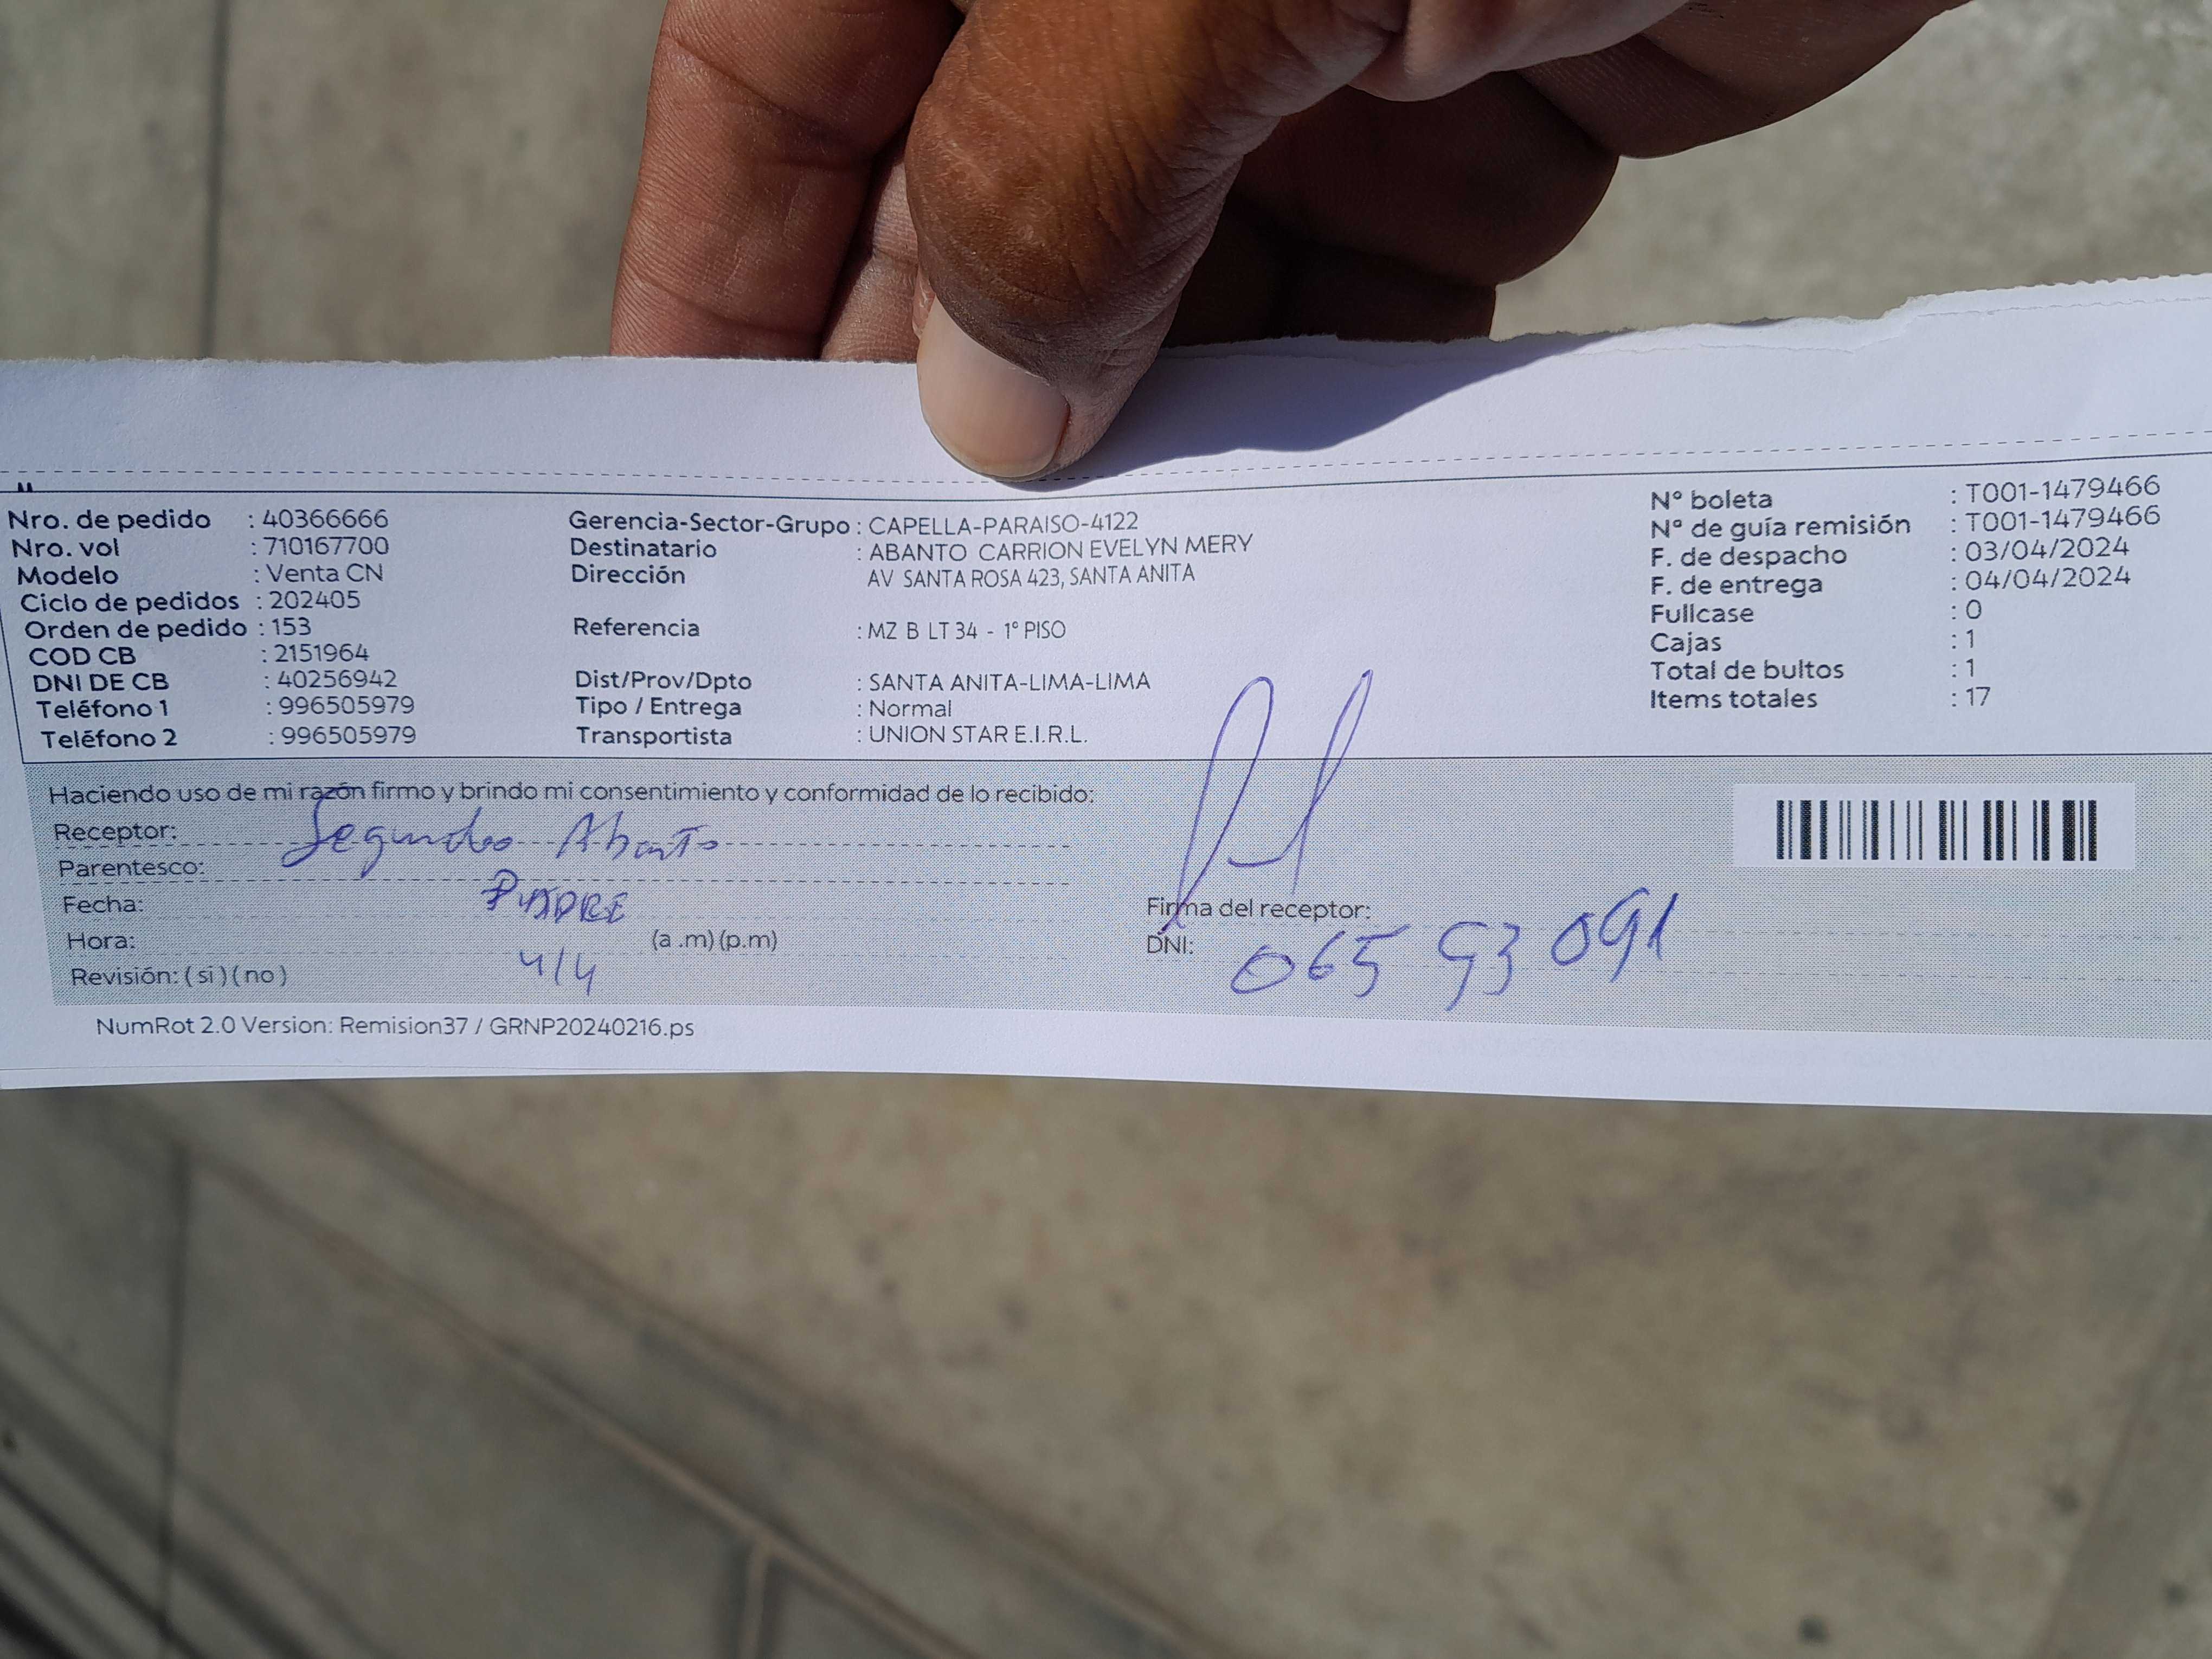 Nro. de pedido : 40366666
Nro. vol : 710167700
Modelo : Venta CN
Ciclo de pedidos : 202405
Orden de pedido : 153
COD CB : 2151964
DNI DE CB : 40256942
Teléfono 1 : 996505979
Teléfono 2 : 996505979
Gerencia-Sector-Grupo : CAPELLA-PARAISO-4122
Destinatario : ABANTO CARRION EVELYN MERY
Dirección AV SANTA ROSA 423, SANTA ANITA
Referencia : MZ B LT 34 - 1° PISO
Dist/Prov/Dpto : SANTA ANITA-LIMA-LIMA
Tipo / Entrega : Normal
Transportista : UNION STAR E.I.R.L.
N° boleta : T001-1479466
N° de guía remisión : T001-1479466
F. de despacho : 03/04/2024
F. de entrega : 04/04/2024
Fullcase : 0
Cajas : 1
Total de bultos : 1
Items totales : 17
Haciendo uso de mi razón firmo y brindo mi consentimiento y conformidad de lo recibido:
Receptor: Segundo Abanto
Parentesco:
Fecha: PADRE
Hora: (a .m) (p.m)
4/4
Revisión: ( si ) ( no )
Firma del receptor:
DNI: 06593091
NumRot 2.0 Version: Remision37 / GRNP20240216.ps